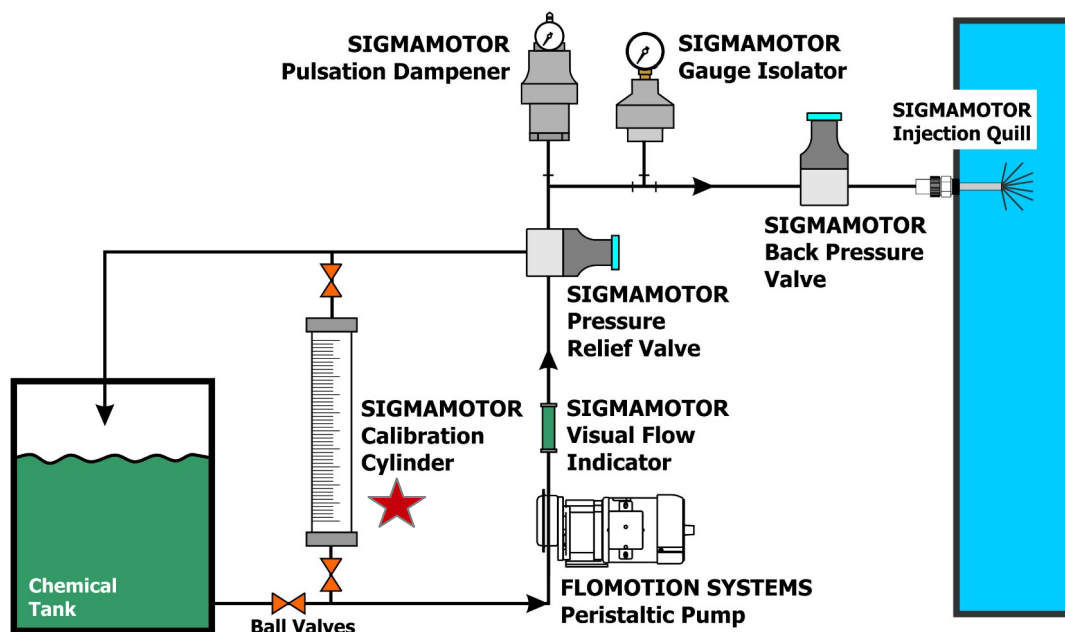 SIGMAMOTOR
Pulsation Dampener
SIGMAMOTOR
Gauge Isolator
SIGMAMOTOR
Injection Quill
SIGMAMOTOR
Back Pressure
Valve
SIGMAMOTOR
Pressure
Relief Valve
SIGMAMOTOR
Calibration
Cylinder
SIGMAMOTOR
Visual Flow
Indicator
Chemical
Tank
Ball Valves
FLOMOTION SYSTEMS
Peristaltic Pump